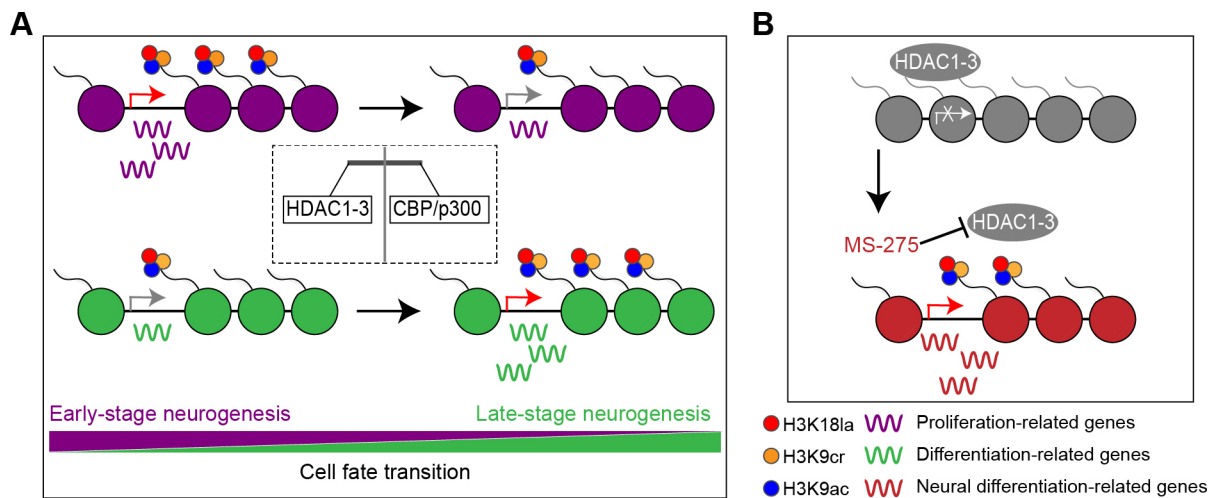 A
HDAC1-3
CBP/p300
Early-stage neurogenesis
Late-stage neurogenesis
Cell fate transition
B
HDAC1-3
HDAC1-3
MS-275
H3K18la
Proliferation-related genes
H3K9cr
Differentiation-related genes
H3K9ac
Neural differentiation-related genes